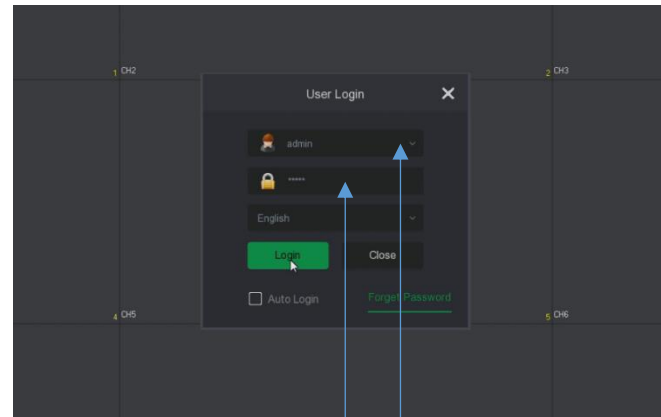 1 CH2
2 CH3
User Login
admin
*****
English
Login
Close
Auto Login
Forget Password
4 CH5
5 CH6